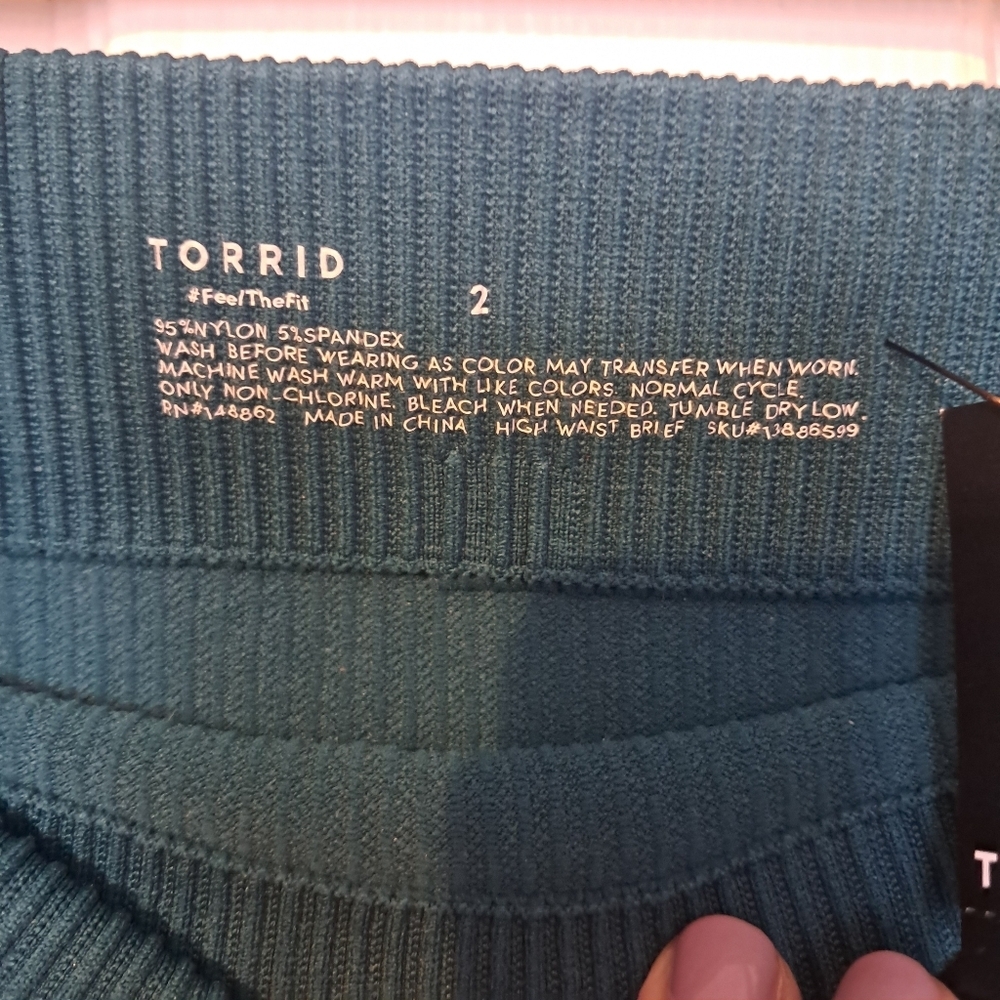 TORRID
#FeelTheFit 2
95%NYLON 5%SPANDEX
WASH BEFORE WEARING AS COLOR MAY TRANSFER WHEN WORN.
MACHINE WASH WARM WITH LIKE COLORS. NORMAL CYCLE.
ONLY NON-CHLORINE. BLEACH WHEN NEEDED. TUMBLE DRY LOW.
RN#148862 MADE IN CHINA HIGH WAIST BRIEF SKU#13886599
T